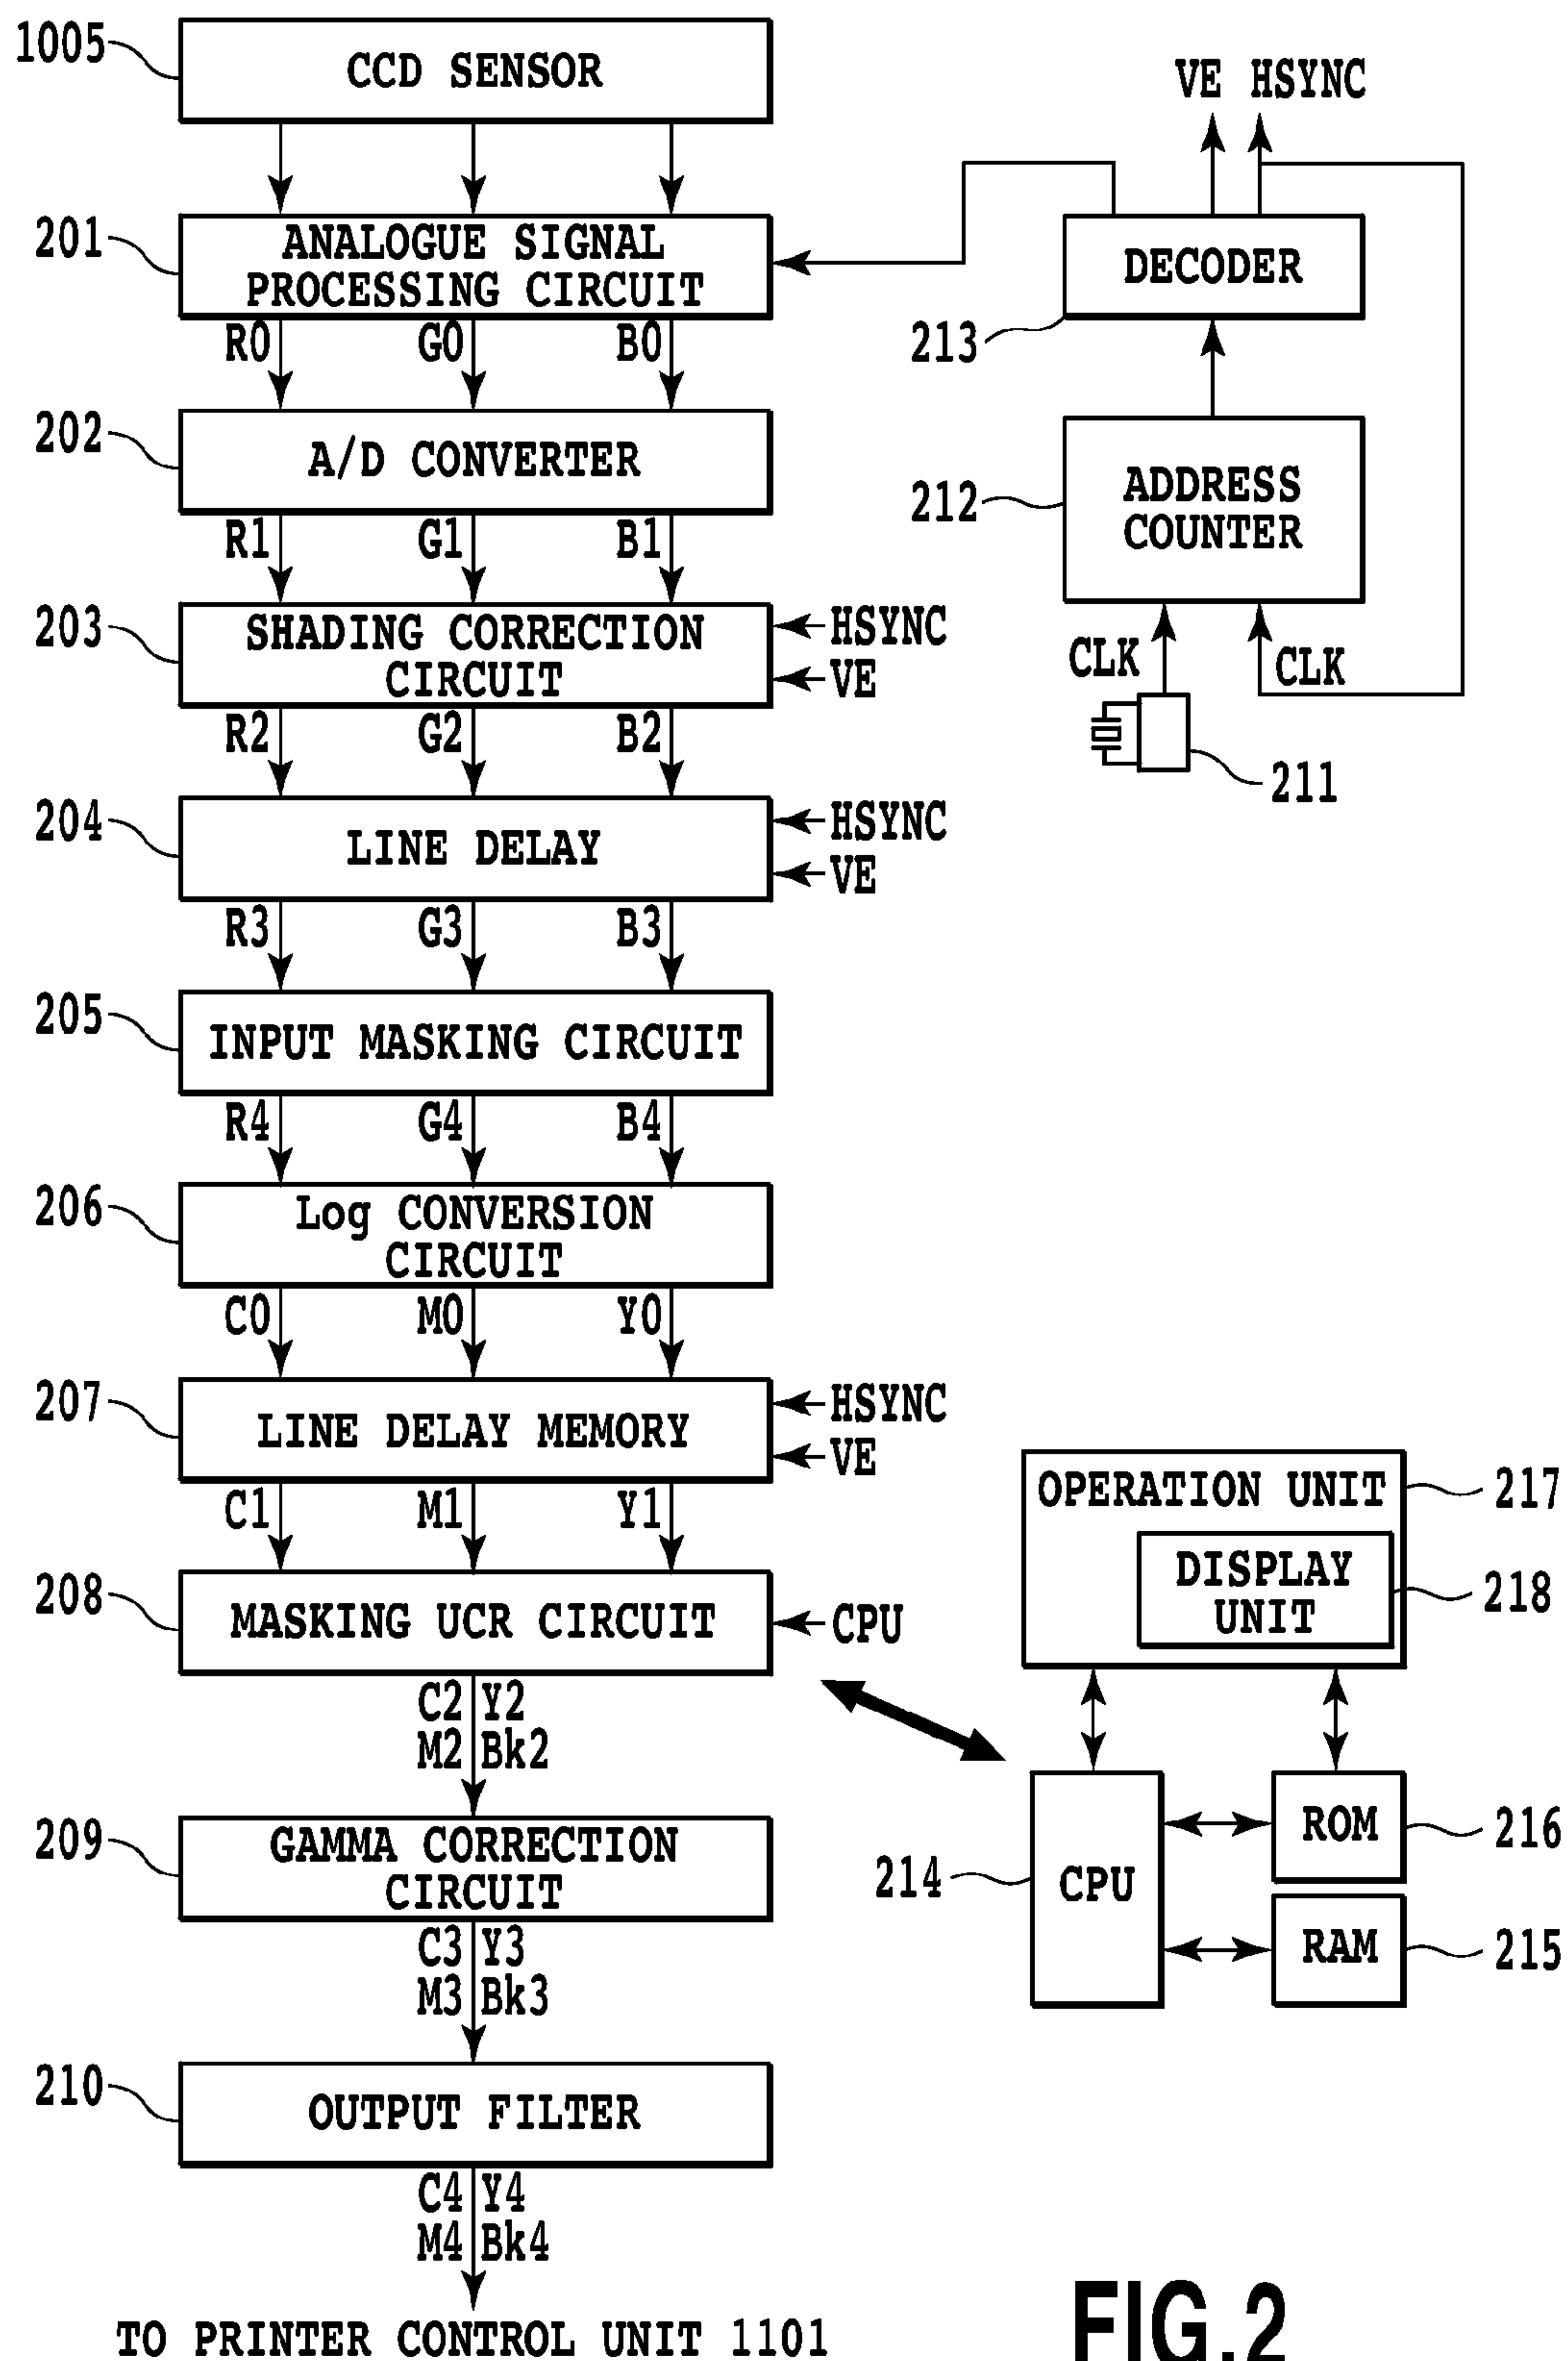 1005
CCD SENSOR
VE HSYNC
201
ANALOGUE SIGNAL
PROCESSING CIRCUIT
DECODER
213
R0 G0 B0
202
A/D CONVERTER
212
ADDRESS
COUNTER
R1 G1 B1
203
SHADING CORRECTION
CIRCUIT
HSYNC
VE
CLK
CLK
211
R2 G2 B2
204
LINE DELAY
HSYNC
VE
R3 G3 B3
205
INPUT MASKING CIRCUIT
R4 G4 B4
206
Log CONVERSION
CIRCUIT
C0 M0 Y0
207
LINE DELAY MEMORY
HSYNC
VE
C1 M1 Y1
208
MASKING UCR CIRCUIT
CPU
OPERATION UNIT
217
DISPLAY
UNIT
218
C2 Y2
M2 Bk2
209
GAMMA CORRECTION
CIRCUIT
214
CPU
ROM
216
RAM
215
C3 Y3
M3 Bk3
210
OUTPUT FILTER
C4 Y4
M4 Bk4
TO PRINTER CONTROL UNIT 1101
FIG.2